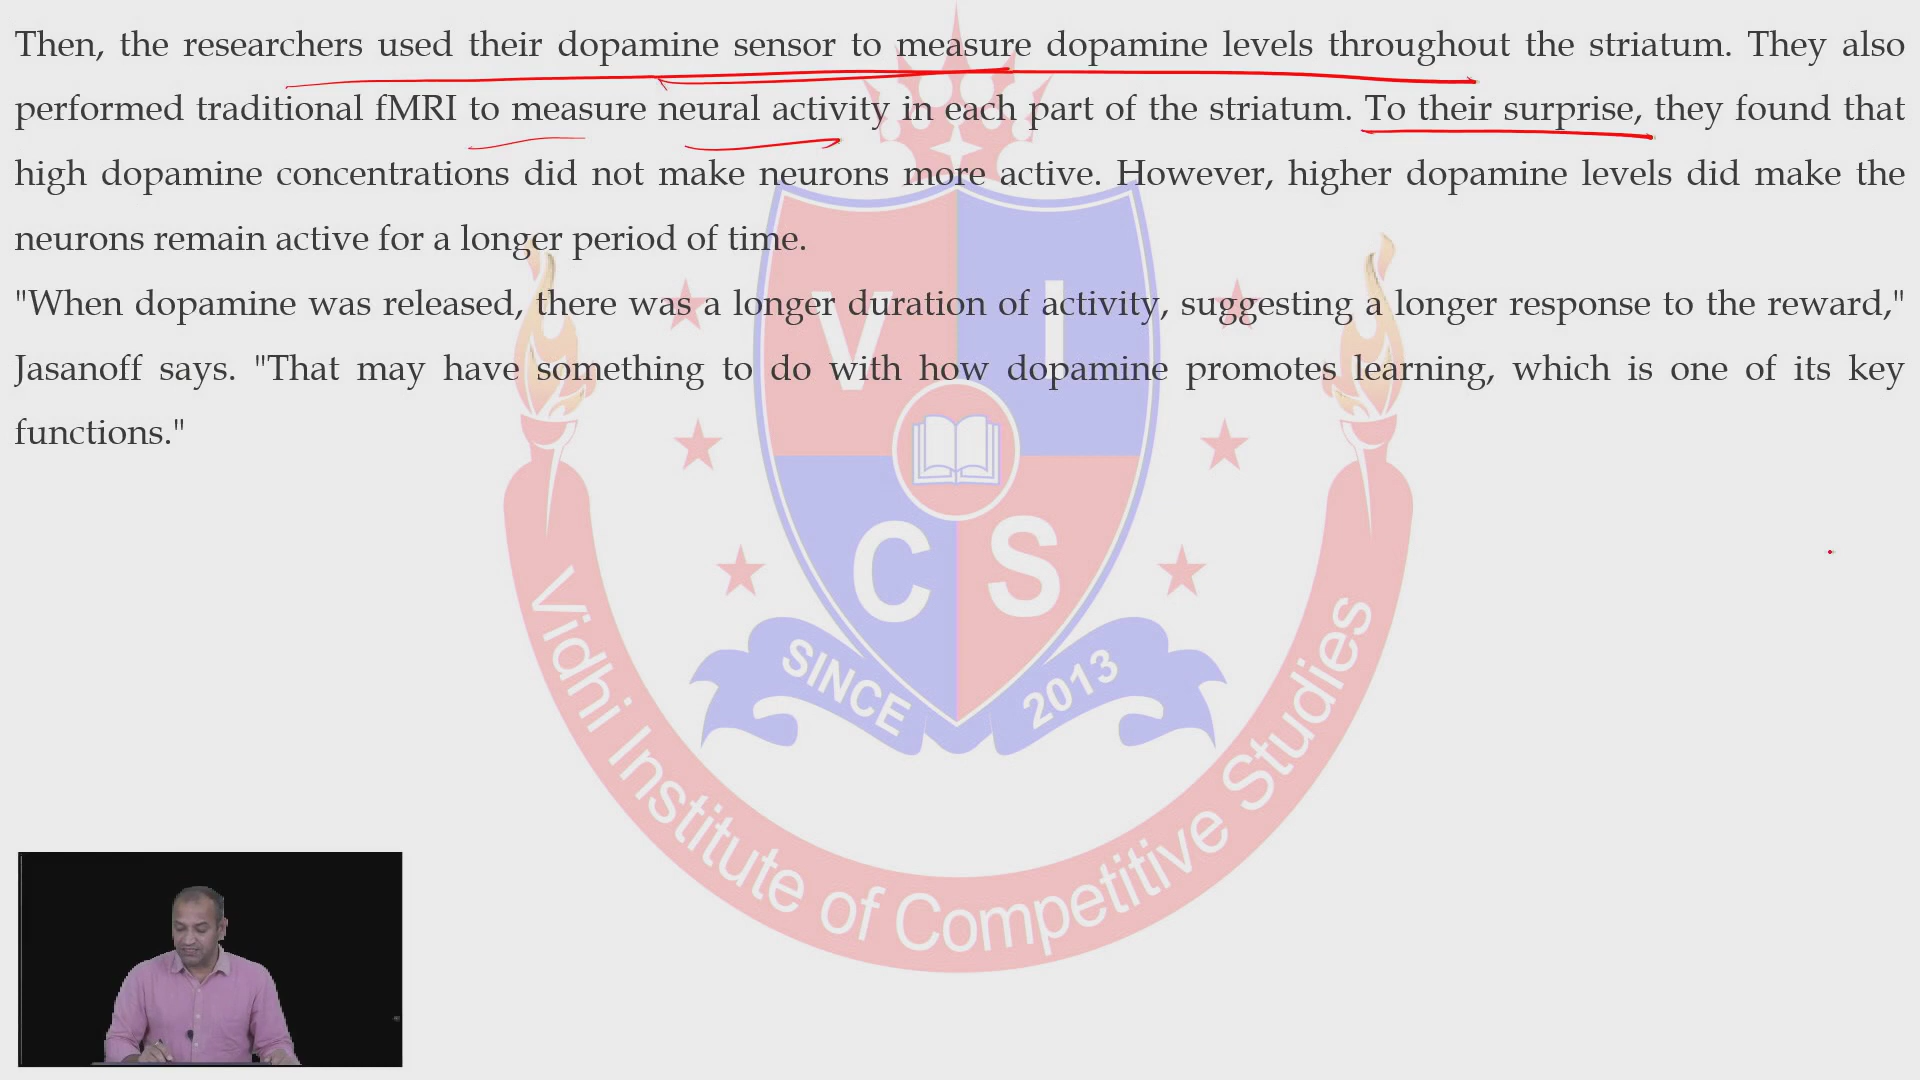 Then, the researchers used their dopamine sensor to measure dopamine levels throughout the striatum. They also
performed traditional fMRI to measure neural activity in each part of the striatum. To their surprise, they found that
high dopamine concentrations did not make neurons more active. However, higher dopamine levels did make the
neurons remain active for a longer period of time.
"When dopamine was released, there was a longer duration of activity, suggesting a longer response to the reward,"
Jasanoff says. "That may have something to do with how dopamine promotes learning, which is one of its key
functions."
V I
C S
SINCE 2013
Vidhi Institute of Competitive Studies